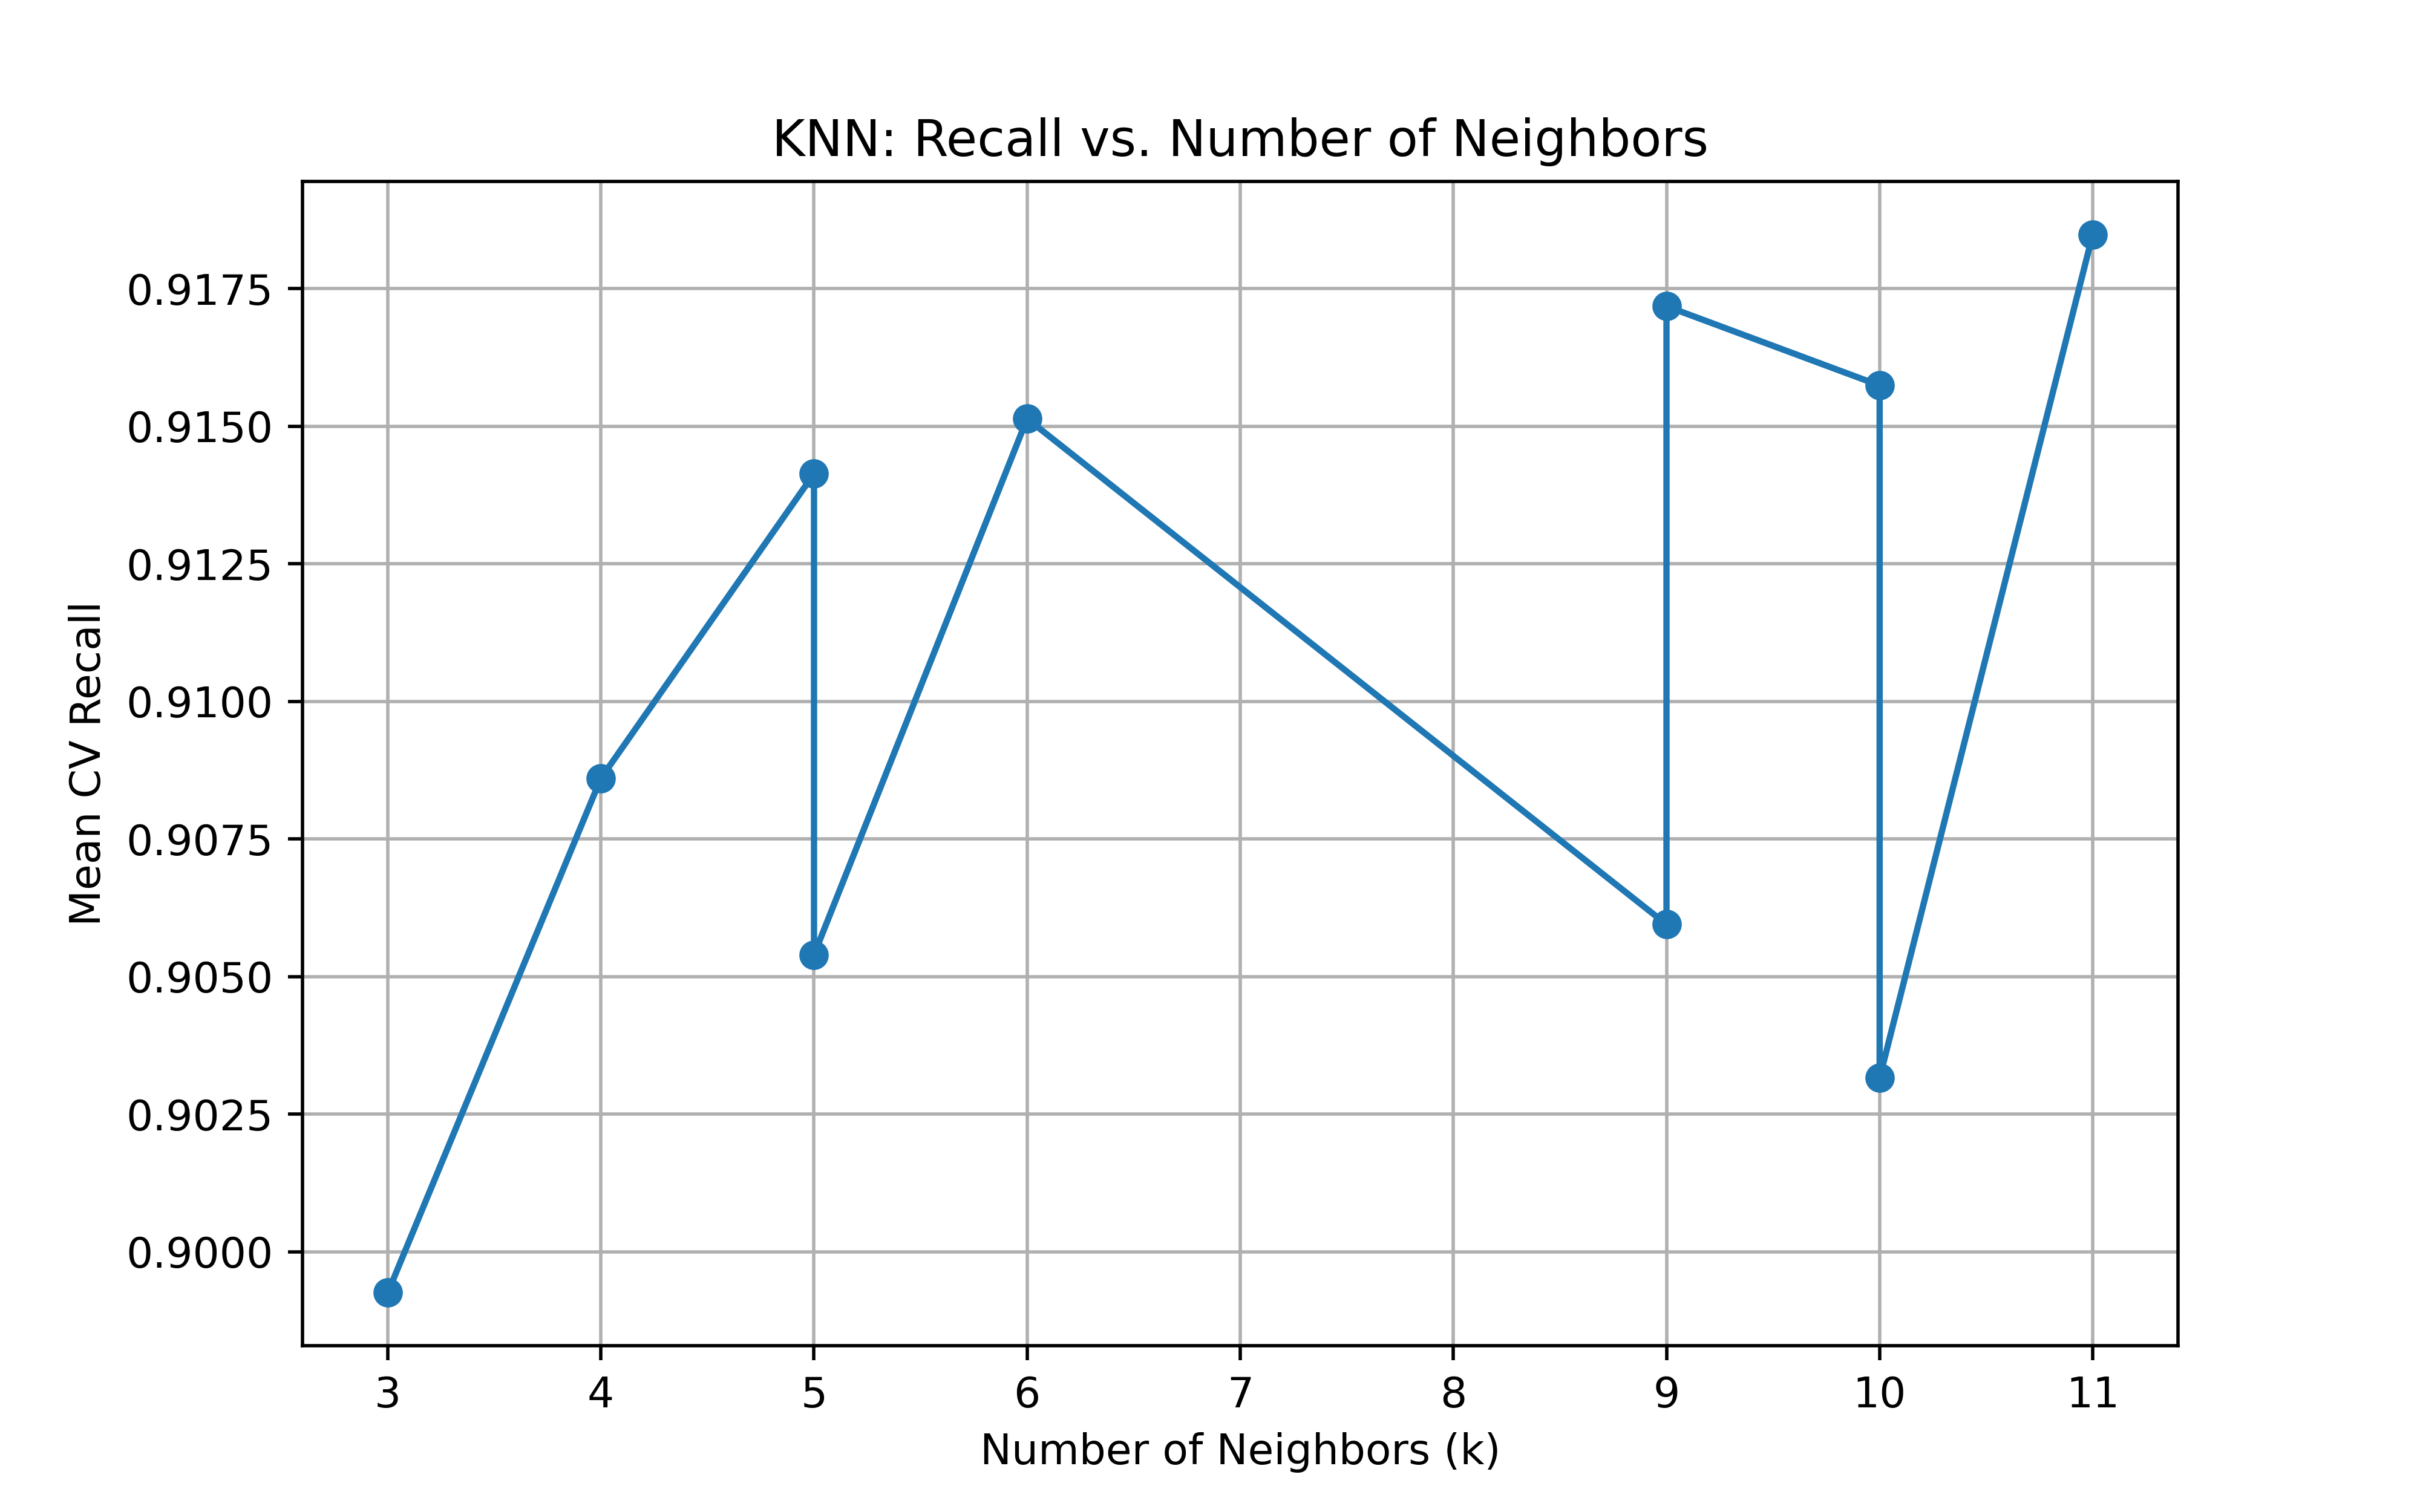 KNN: Recall vs. Number of Neighbors
Mean CV Recall
0.9175
0.9150
0.9125
0.9100
0.9075
0.9050
0.9025
0.9000
3 4 5 6 7 8 9 10 11
Number of Neighbors (k)